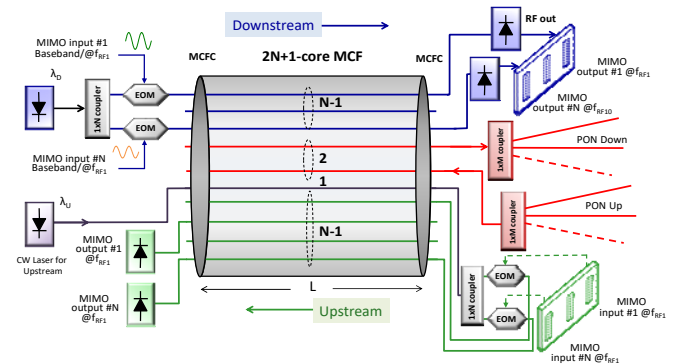 Downstream
RF out
MIMO input #1
Baseband/@fRF1
MCFC
2N+1-core MCF
MCFC
MIMO
output #1 @fRF1
λD
1xN coupler
EOM
EOM
N-1
MIMO
output #N @fRF10
MIMO input #N
Baseband/@fRF1
2
1xM coupler
PON Down
1
λU
N-1
1xM coupler
PON Up
CW Laser for
Upstream
MIMO
output #1
@fRF1
MIMO
output #N
@fRF1
L
Upstream
1xN coupler
EOM
EOM
MIMO
input #1 @fRF1
MIMO
input #N @fRF1